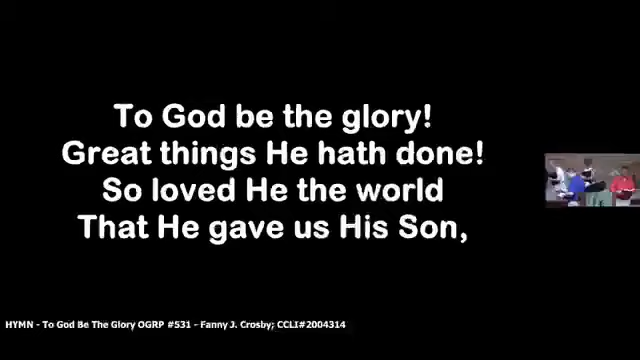 To God be the glory!
Great things He hath done!
So loved He the world
That He gave us His Son,
HYMN - To God Be The Glory OGRP #531 - Fanny J. Crosby; CCLI#2004314